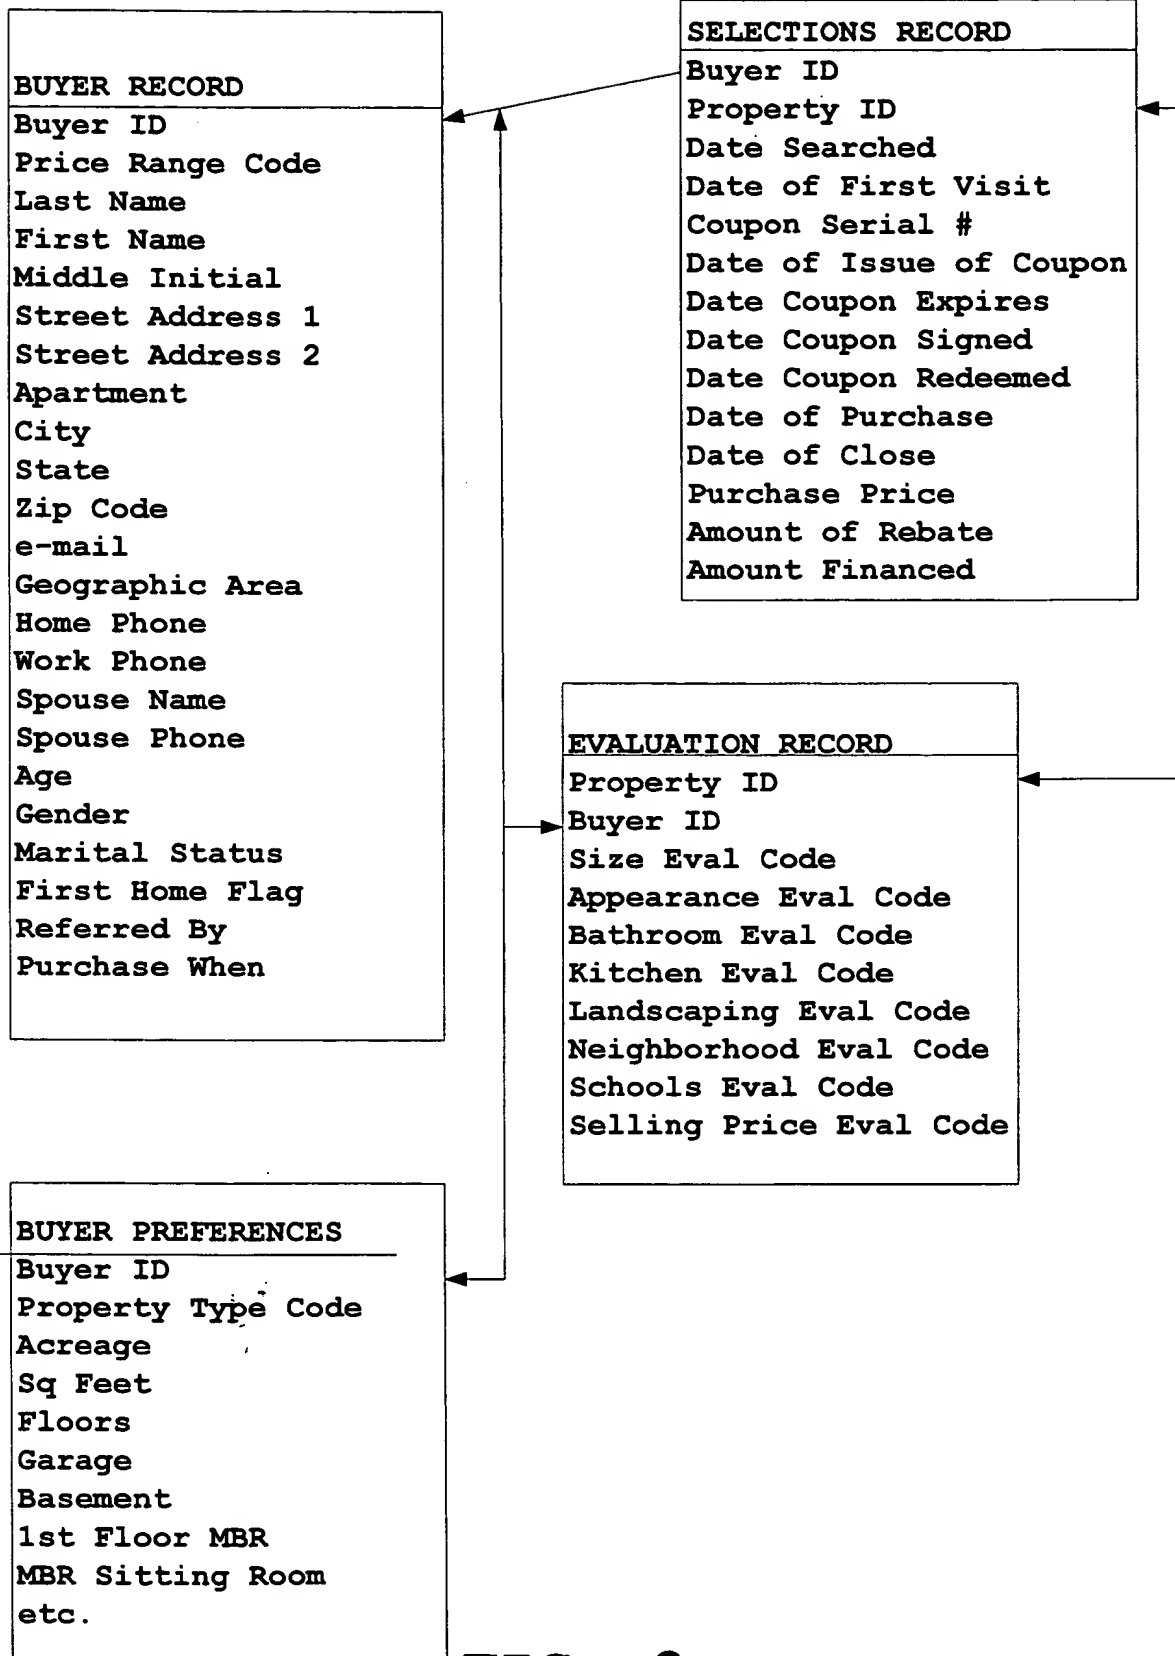 BUYER RECORD
Buyer ID
Price Range Code
Last Name
First Name
Middle Initial
Street Address 1
Street Address 2
Apartment
City
State
Zip Code
e-mail
Geographic Area
Home Phone
Work Phone
Spouse Name
Spouse Phone
Age
Gender
Marital Status
First Home Flag
Referred By
Purchase When
SELECTIONS RECORD
Buyer ID
Property ID
Date Searched
Date of First Visit
Coupon Serial #
Date of Issue of Coupon
Date Coupon Expires
Date Coupon Signed
Date Coupon Redeemed
Date of Purchase
Date of Close
Purchase Price
Amount of Rebate
Amount Financed
EVALUATION RECORD
Property ID
Buyer ID
Size Eval Code
Appearance Eval Code
Bathroom Eval Code
Kitchen Eval Code
Landscaping Eval Code
Neighborhood Eval Code
Schools Eval Code
Selling Price Eval Code
BUYER PREFERENCES
Buyer ID
Property Type Code
Acreage
Sq Feet
Floors
Garage
Basement
1st Floor MBR
MBR Sitting Room
etc.